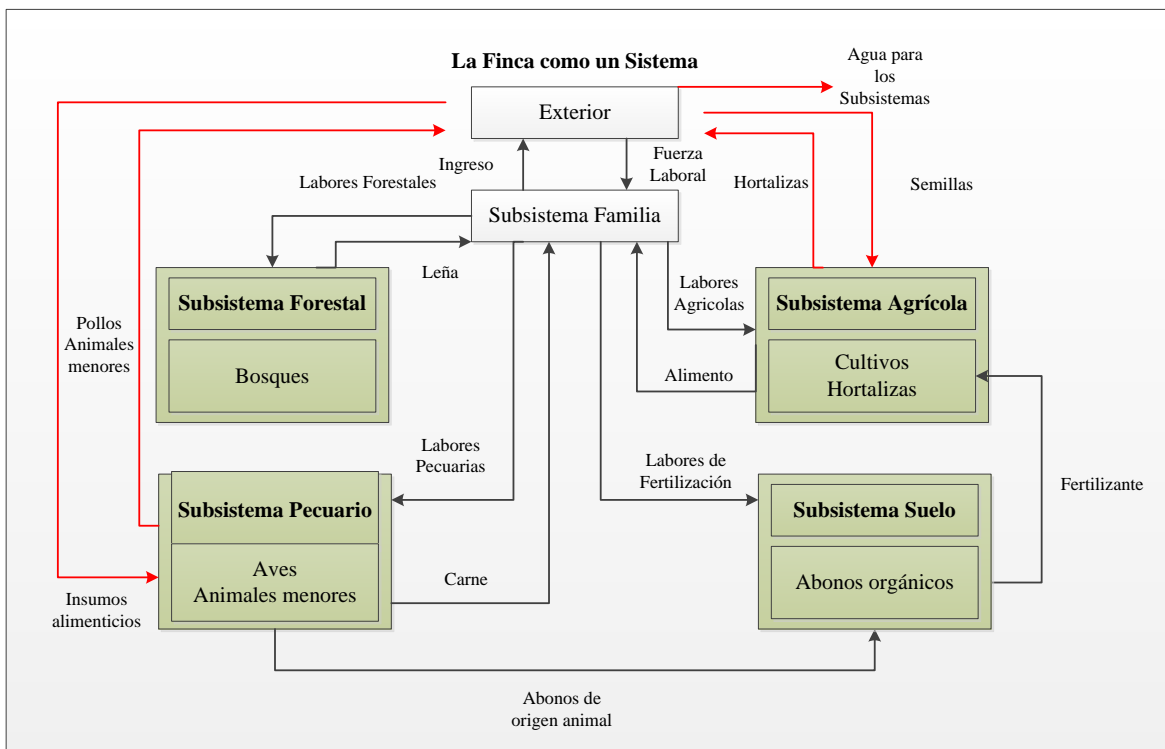 La Finca como un Sistema
Agua para
los
Subsistemas
Exterior
Ingreso
Fuerza
Laboral
Hortalizas
Semillas
Labores Forestales
Subsistema Familia
Leña
Labores
Agricolas
Subsistema Forestal
Bosques
Subsistema Agrícola
Cultivos
Hortalizas
Pollos
Animales
menores
Alimento
Labores
Pecuarias
Labores de
Fertilización
Fertilizante
Subsistema Pecuario
Aves
Animales menores
Subsistema Suelo
Abonos orgánicos
Carne
Insumos
alimenticios
Abonos de
origen animal